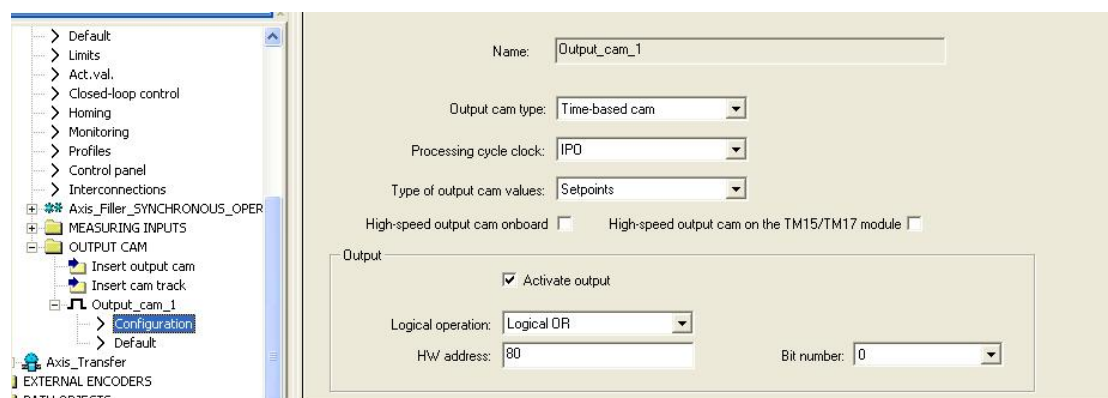 Default
Limits
Act.val.
Closed-loop control
Homing
Monitoring
Profiles
Control panel
Interconnections
Axis_Filler_SYNCHRONOUS_OPER
MEASURING INPUTS
OUTPUT CAM
Insert output cam
Insert cam track
Output_cam_1
Configuration
Default
Axis_Transfer
EXTERNAL ENCODERS
Name: Output_cam_1
Output cam type: Time-based cam
Processing cycle clock: IPO
Type of output cam values: Setpoints
High-speed output cam onboard High-speed output cam on the TM15/TM17 module
Output
Activate output
Logical operation: Logical OR
HW address: 80 Bit number: 0